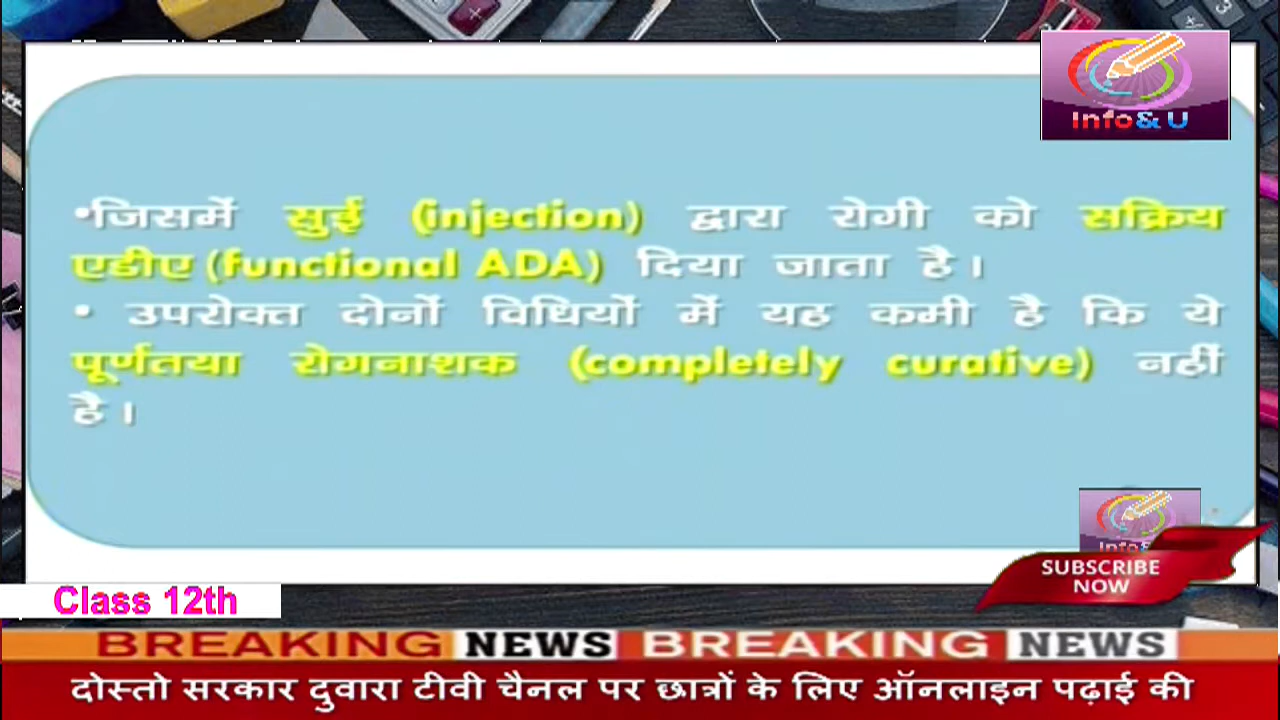 Info&U
•जिसमें सुई (injection) द्वारा रोगी को सक्रिय
एडीए (functional ADA) दिया जाता है।
• उपरोक्त दोनों विधियों में यह कमी है कि ये
पूर्णतया रोगनाशक (completely curative) नहीं
है।
SUBSCRIBE
NOW
Class 12th
BREAKING NEWS BREAKING NEWS
दोस्तो सरकार दुवारा टीवी चैनल पर छात्रों के लिए ऑनलाइन पढ़ाई की